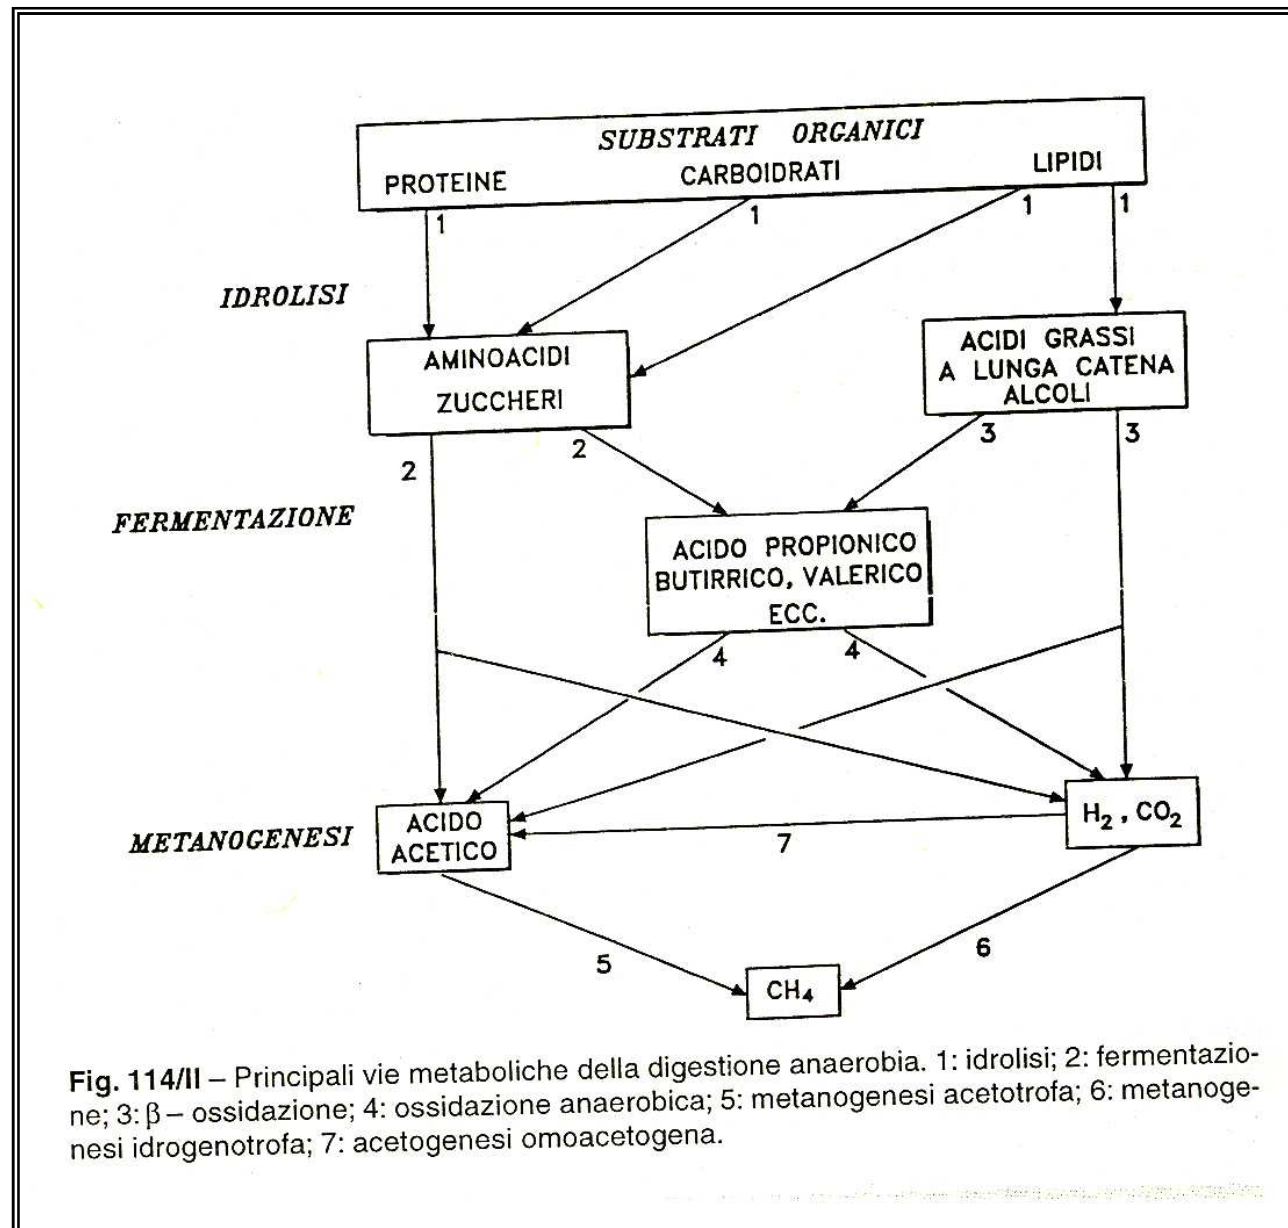 SUBSTRATI ORGANICI
PROTEINE CARBOIDRATI LIPIDI
1 1 1 1
IDROLISI
AMINOACIDI
ZUCCHERI
ACIDI GRASSI
A LUNGA CATENA
ALCOLI
2 2 3 3
FERMENTAZIONE
ACIDO PROPIONICO
BUTIRRICO, VALERICO
ECC.
4 4
METANOGENESI
ACIDO
ACETICO
H₂, CO₂
7
5 6
CH₄
Fig. 114/II – Principali vie metaboliche della digestione anaerobia. 1: idrolisi; 2: fermentazio-
ne; 3: β – ossidazione; 4: ossidazione anaerobica; 5: metanogenesi acetotrofa; 6: metanoge-
nesi idrogenotrofa; 7: acetogenesi omoacetogena.